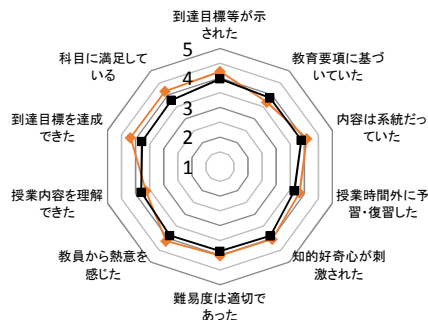 到達目標等が示
された
教育要項に基づ
いていた
内容は系統だっ
ていた
授業時間外に予
習・復習した
知的好奇心が刺
激された
難易度は適切で
あった
教員から熱意を
感じた
授業内容を理解
できた
到達目標を達成
できた
科目に満足して
いる
5
4
3
2
1